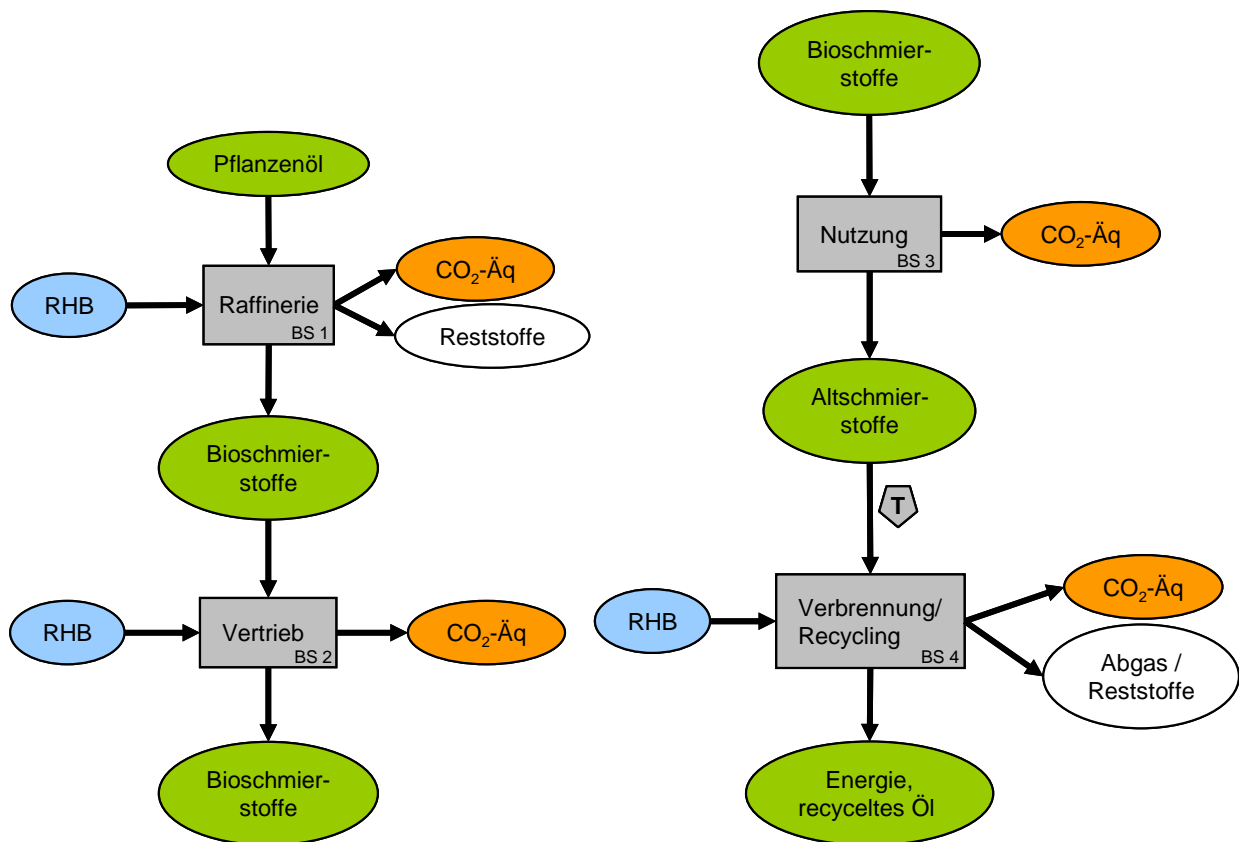 Pflanzenöl
RHB
Raffinerie
BS 1
CO₂-Äq
Reststoffe
Bioschmier-
stoffe
RHB
Vertrieb
BS 2
CO₂-Äq
Bioschmier-
stoffe
Bioschmier-
stoffe
Nutzung
BS 3
CO₂-Äq
Altschmier-
stoffe
T
RHB
Verbrennung/
Recycling
BS 4
CO₂-Äq
Abgas /
Reststoffe
Energie,
recyceltes Öl